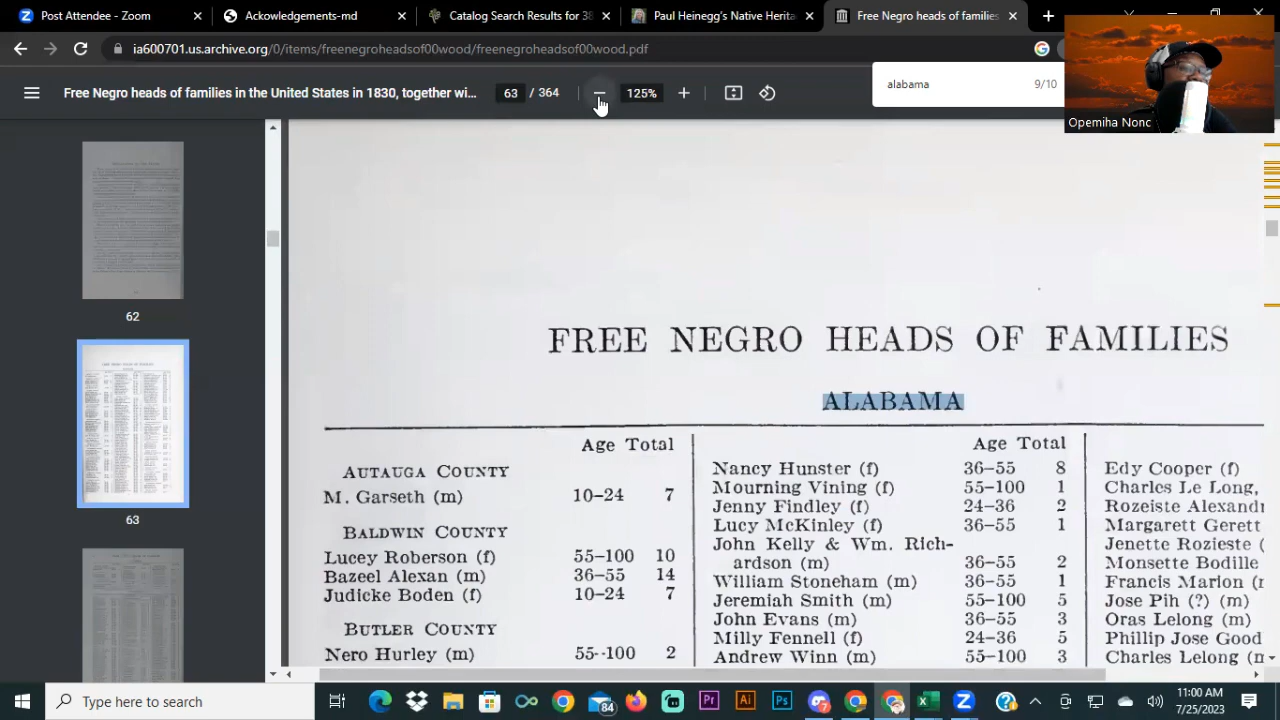 Post Attendee - Zoom
Ackowledgements-md
Catalog Search Results for 38
Paul Heinegg's Native Herita
Free Negro heads of families
ia600701.us.archive.org/0/items/freenegroheadsof00wood/freenegroheadsof00wood.pdf
Free Negro heads of families in the United States in 1830, together wi...
63 / 364
125%
alabama
9/10
Opemiha Nonc
62
63
FREE NEGRO HEADS OF FAMILIES
ALABAMA
Age Total
AUTAUGA COUNTY
M. Garseth (m) 10–24 7
BALDWIN COUNTY
Lucey Roberson (f) 55–100 10
Bazeel Alexan (m) 36–55 14
Judicke Boden (f) 10–24 7
BUTLER COUNTY
Nero Hurley (m) 55--100 2
Age Total
Nancy Hunster (f) 36–55 8
Mourning Vining (f) 55–100 1
Jenny Findley (f) 24–36 2
Lucy McKinley (f) 36–55 1
John Kelly & Wm. Rich-
ardson (m) 36–55 2
William Stoneham (m) 36–55 1
Jeremiah Smith (m) 55–100 5
John Evans (m) 36–55 3
Milly Fennell (f) 24–36 5
Andrew Winn (m) 55–100 3
Edy Cooper (f)
Charles Le Long,
Rozeiste Alexand
Margarett Gerett
Jenette Rozieste (
Monsette Bodille
Francis Marlon (
Jose Pih (?) (m)
Oras Lelong (m)
Phillip Jose Good
Charles Lelong (m
Type here to search
84
11:00 AM
7/25/2023